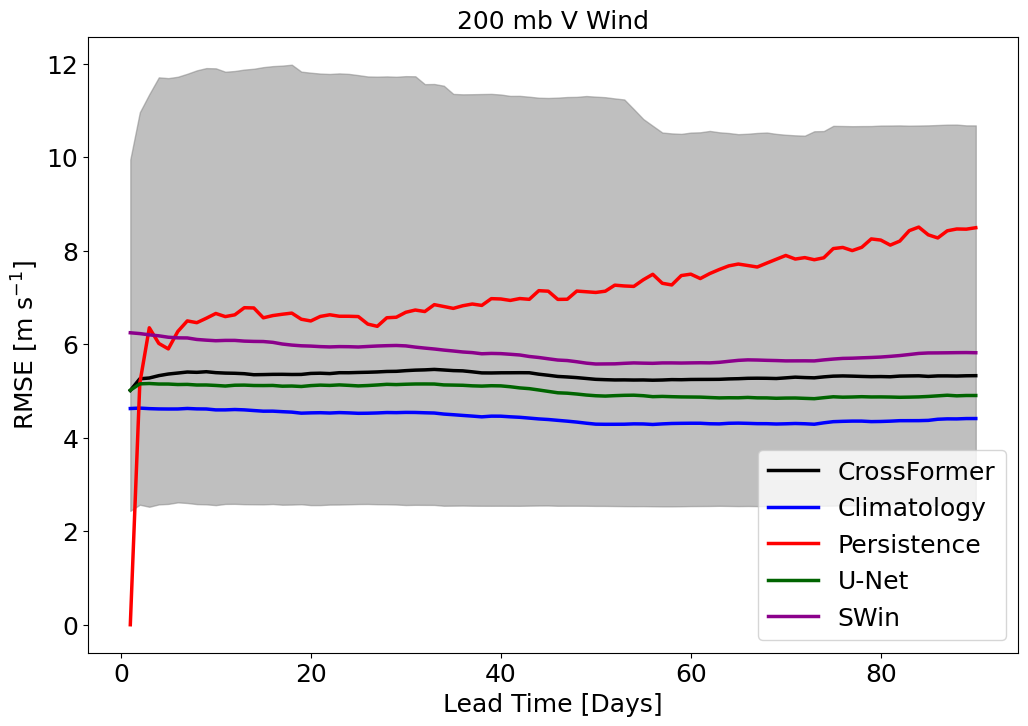 200 mb V Wind
RMSE [m s⁻¹]
12
10
8
6
4
2
0
0 20 40 60 80
Lead Time [Days]
CrossFormer
Climatology
Persistence
U-Net
SWin